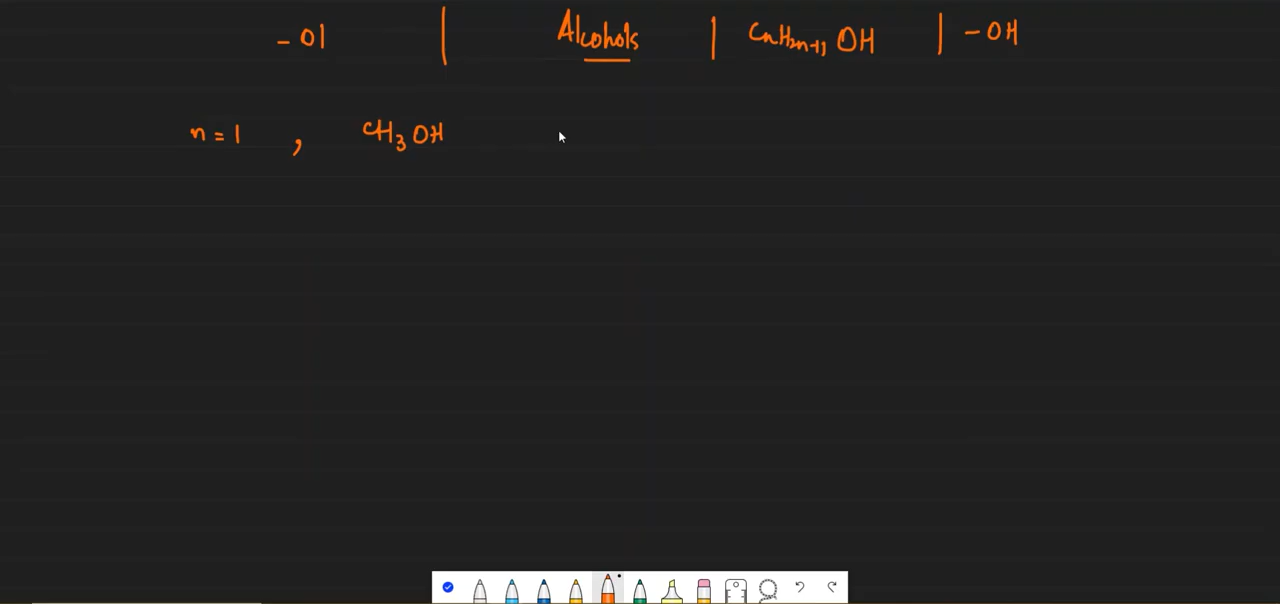 - ol | Alcohols | CnH2n+1, OH | - OH
n = 1 , CH3OH